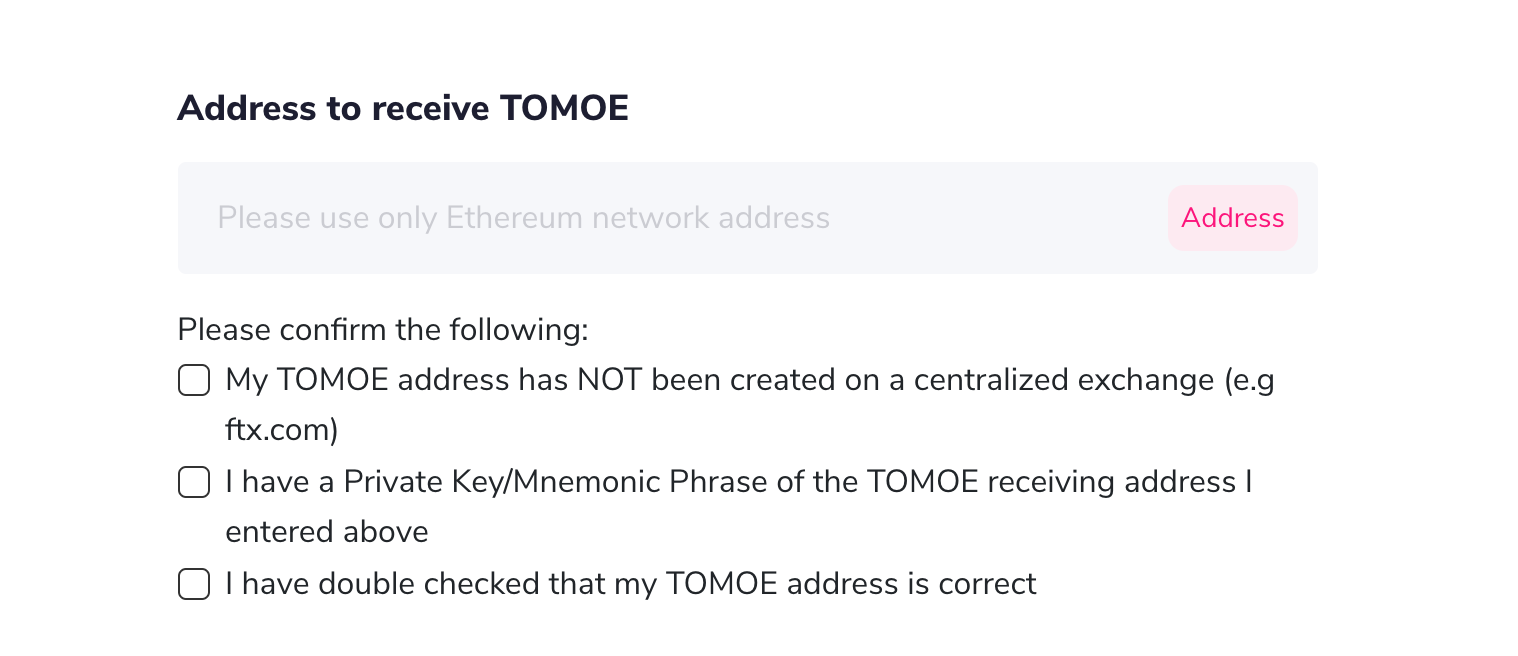 Address to receive TOMOE
Please use only Ethereum network address
Address
Please confirm the following:
My TOMOE address has NOT been created on a centralized exchange (e.g
ftx.com)
I have a Private Key/Mnemonic Phrase of the TOMOE receiving address I
entered above
I have double checked that my TOMOE address is correct